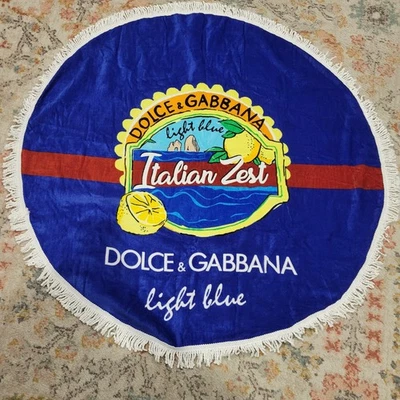 DOLCE & GABBANA
light blue
Italian Zest
DOLCE & GABBANA
light blue